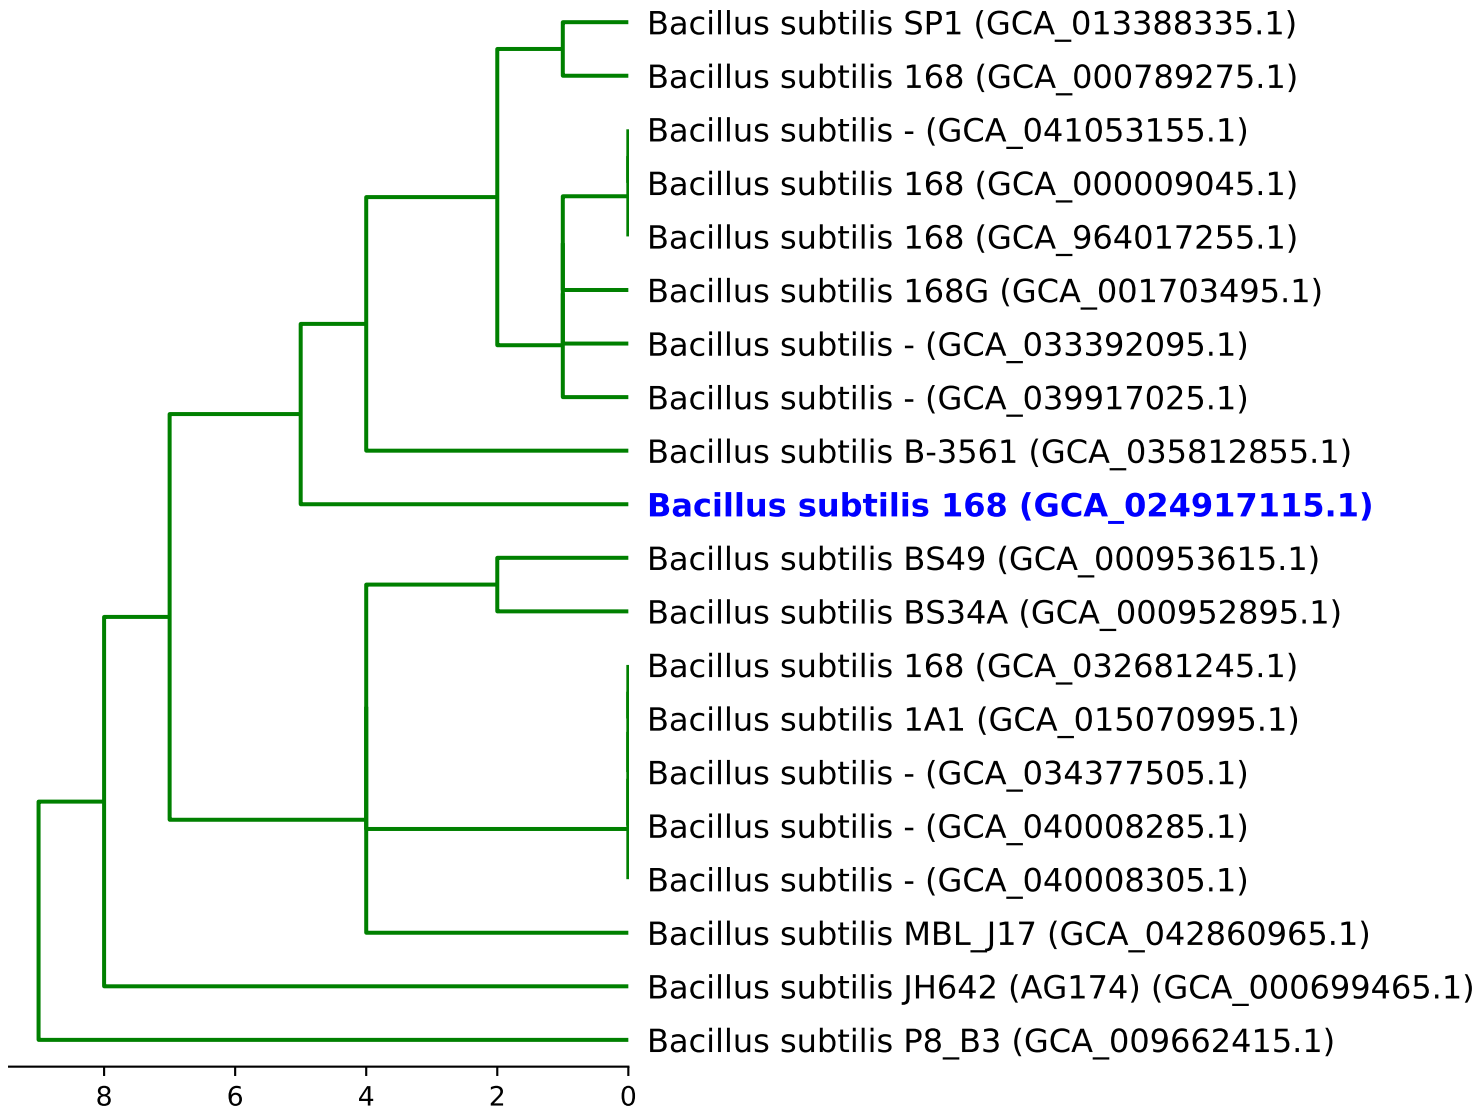 Bacillus subtilis SP1 (GCA_013388335.1)
Bacillus subtilis 168 (GCA_000789275.1)
Bacillus subtilis - (GCA_041053155.1)
Bacillus subtilis 168 (GCA_000009045.1)
Bacillus subtilis 168 (GCA_964017255.1)
Bacillus subtilis 168G (GCA_001703495.1)
Bacillus subtilis - (GCA_033392095.1)
Bacillus subtilis - (GCA_039917025.1)
Bacillus subtilis B-3561 (GCA_035812855.1)
Bacillus subtilis 168 (GCA_024917115.1)
Bacillus subtilis BS49 (GCA_000953615.1)
Bacillus subtilis BS34A (GCA_000952895.1)
Bacillus subtilis 168 (GCA_032681245.1)
Bacillus subtilis 1A1 (GCA_015070995.1)
Bacillus subtilis - (GCA_034377505.1)
Bacillus subtilis - (GCA_040008285.1)
Bacillus subtilis - (GCA_040008305.1)
Bacillus subtilis MBL_J17 (GCA_042860965.1)
Bacillus subtilis JH642 (AG174) (GCA_000699465.1)
Bacillus subtilis P8_B3 (GCA_009662415.1)
8 6 4 2 0